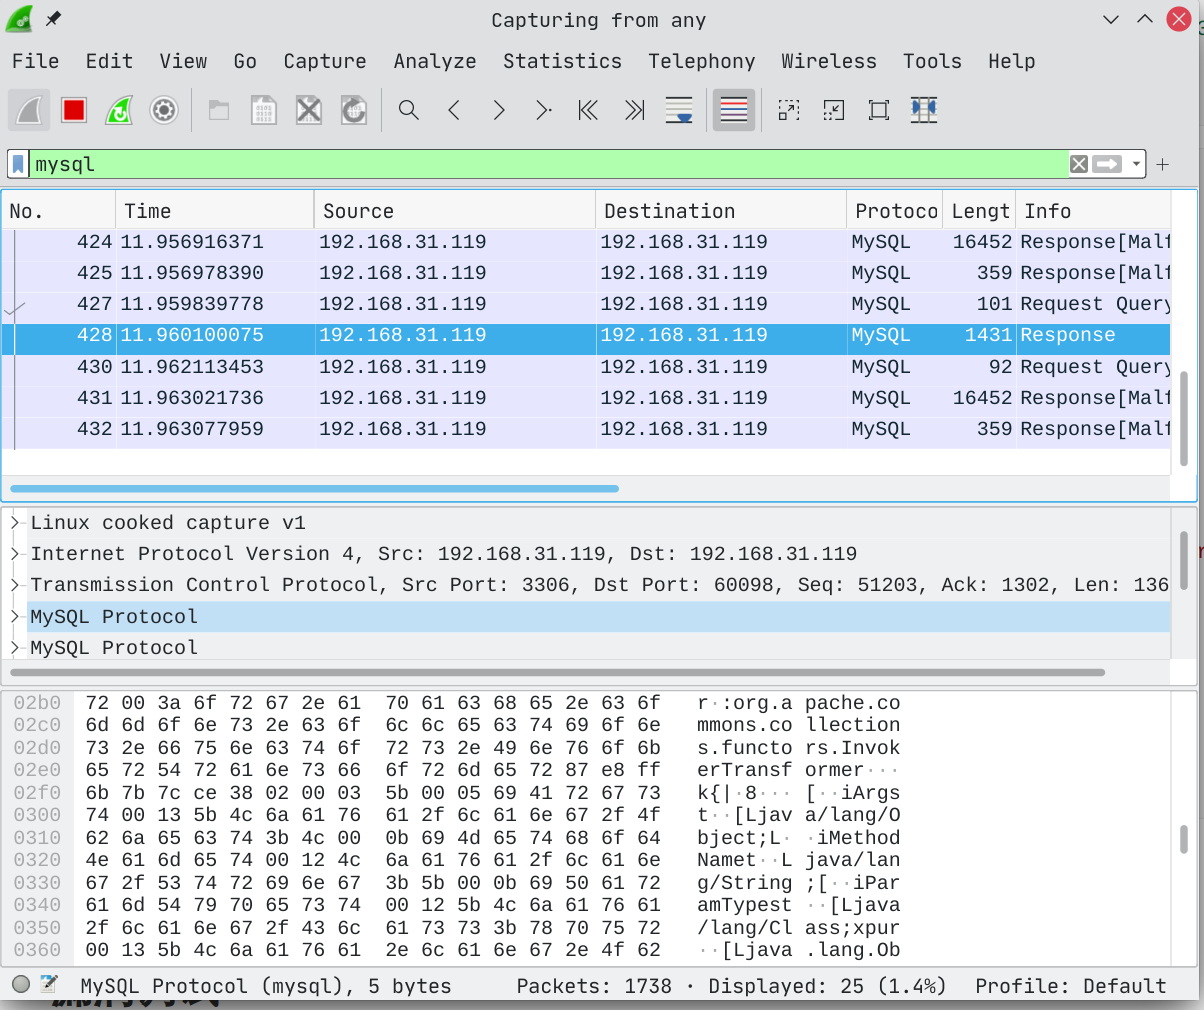 Capturing from any
File Edit View Go Capture Analyze Statistics Telephony Wireless Tools Help
mysql
No. Time Source Destination Protoco Lengt Info
424 11.956916371 192.168.31.119 192.168.31.119 MySQL 16452 Response[Malf
425 11.956978390 192.168.31.119 192.168.31.119 MySQL 359 Response[Malf
427 11.959839778 192.168.31.119 192.168.31.119 MySQL 101 Request Query
428 11.960100075 192.168.31.119 192.168.31.119 MySQL 1431 Response
430 11.962113453 192.168.31.119 192.168.31.119 MySQL 92 Request Query
431 11.963021736 192.168.31.119 192.168.31.119 MySQL 16452 Response[Malf
432 11.963077959 192.168.31.119 192.168.31.119 MySQL 359 Response[Malf
Linux cooked capture v1
Internet Protocol Version 4, Src: 192.168.31.119, Dst: 192.168.31.119
Transmission Control Protocol, Src Port: 3306, Dst Port: 60098, Seq: 51203, Ack: 1302, Len: 136
MySQL Protocol
MySQL Protocol
02b0 72 00 3a 6f 72 67 2e 61 70 61 63 68 65 2e 63 6f r·:org.a pache.co
02c0 6d 6d 6f 6e 73 2e 63 6f 6c 6c 65 63 74 69 6f 6e mmons.co llection
02d0 73 2e 66 75 6e 63 74 6f 72 73 2e 49 6e 76 6f 6b s.functo rs.Invok
02e0 65 72 54 72 61 6e 73 66 6f 72 6d 65 72 87 e8 ff erTransf ormer···
02f0 6b 7b 7c ce 38 02 00 03 5b 00 05 69 41 72 67 73 k{|·8··· [··iArgs
0300 74 00 13 5b 4c 6a 61 76 61 2f 6c 61 6e 67 2f 4f t··[Ljav a/lang/O
0310 62 6a 65 63 74 3b 4c 00 0b 69 4d 65 74 68 6f 64 bject;L· ·iMethod
0320 4e 61 6d 65 74 00 12 4c 6a 61 76 61 2f 6c 61 6e Namet··L java/lan
0330 67 2f 53 74 72 69 6e 67 3b 5b 00 0b 69 50 61 72 g/String ;[··iPar
0340 61 6d 54 79 70 65 73 74 00 12 5b 4c 6a 61 76 61 amTypest ··[Ljava
0350 2f 6c 61 6e 67 2f 43 6c 61 73 73 3b 78 70 75 72 /lang/Cl ass;xpur
0360 00 13 5b 4c 6a 61 76 61 2e 6c 61 6e 67 2e 4f 62 ··[Ljava .lang.Ob
MySQL Protocol (mysql), 5 bytes Packets: 1738 · Displayed: 25 (1.4%) Profile: Default